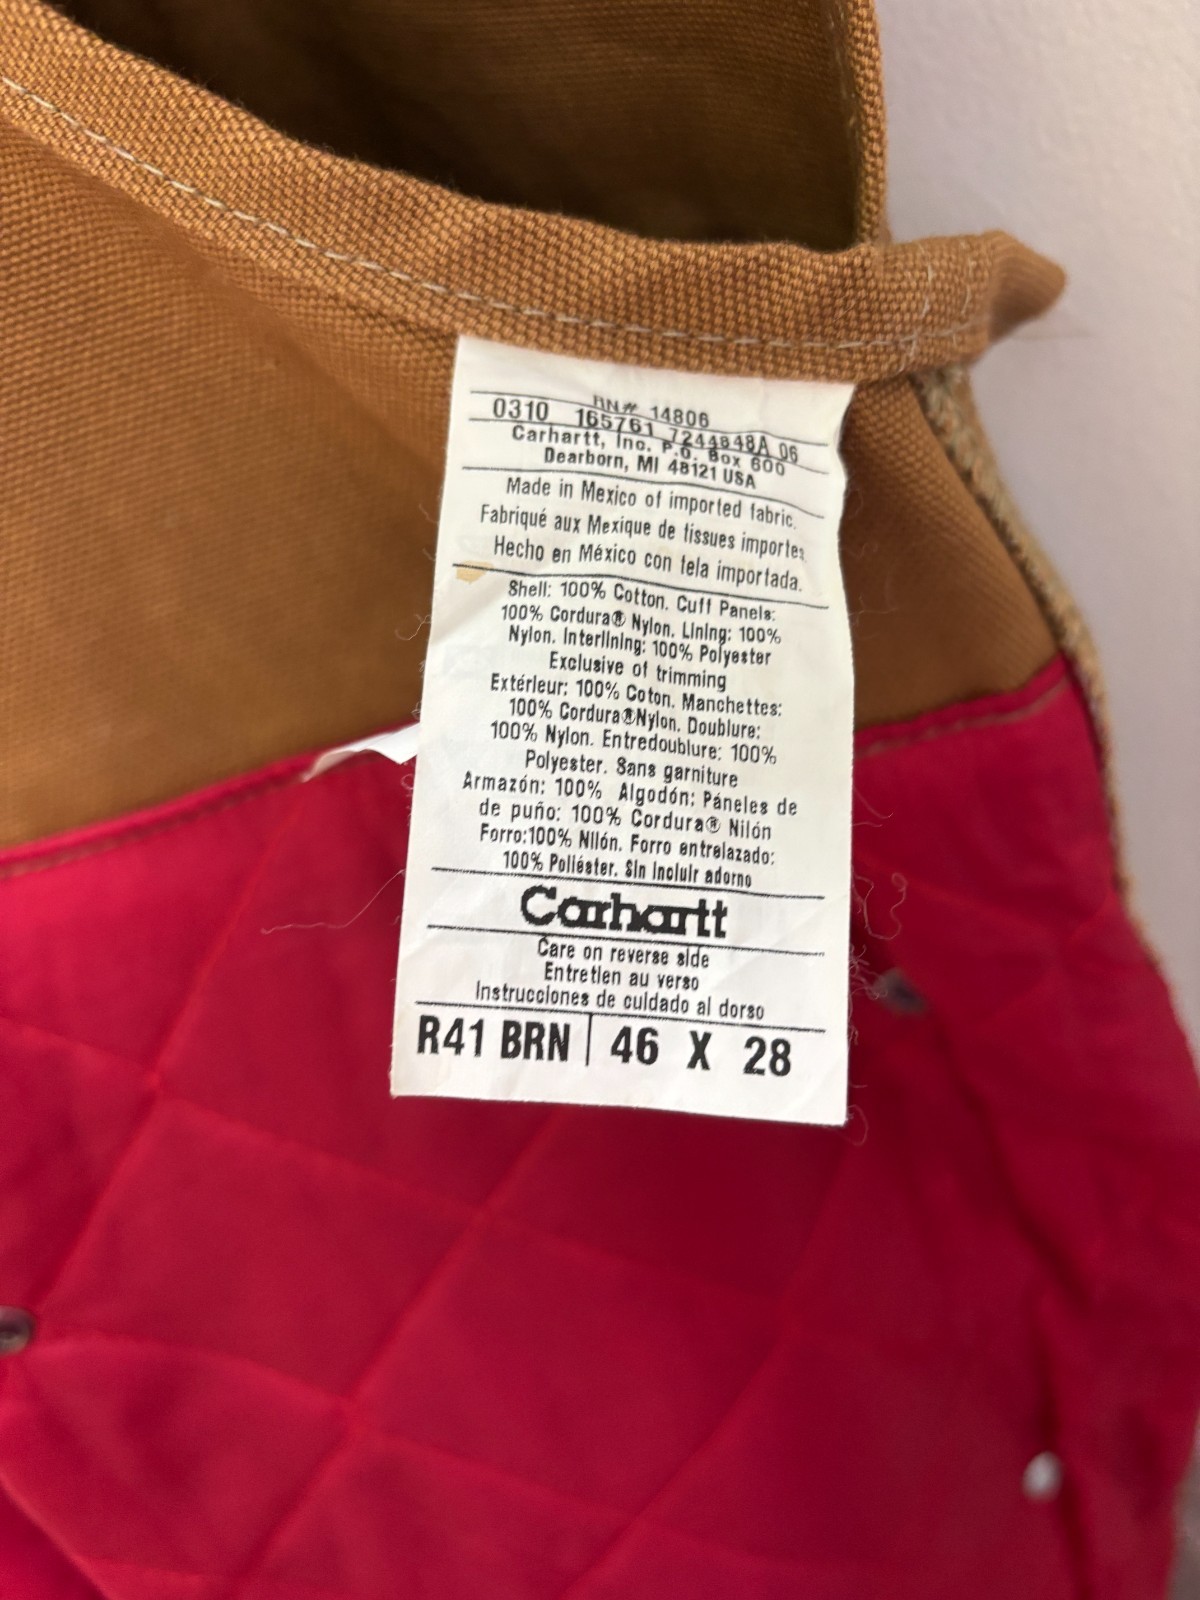 RN# 14806
0310 165761 7244848A 06
Carhartt, Inc. P.O. Box 600
Dearborn, MI 48121 USA
Made in Mexico of imported fabric.
Fabriqué aux Mexique de tissues importes
Hecho en México con tela importada.
Shell: 100% Cotton. Cuff Panels:
100% Cordura® Nylon. Lining: 100%
Nylon. Interlining: 100% Polyester
Exclusive of trimming
Extérieur: 100% Coton. Manchettes:
100% Cordura®Nylon. Doublure:
100% Nylon. Entredoublure: 100%
Polyester. Sans garniture
Armazón: 100% Algodón: Páneles de
de puño: 100% Cordura® Nilón
Forro:100% Nilón. Forro entrelazado:
100% Poliéster. Sin Incluir adorno
Carhartt
Care on reverse side
Entretien au verso
Instrucciones de cuidado al dorso
R41 BRN | 46 X 28